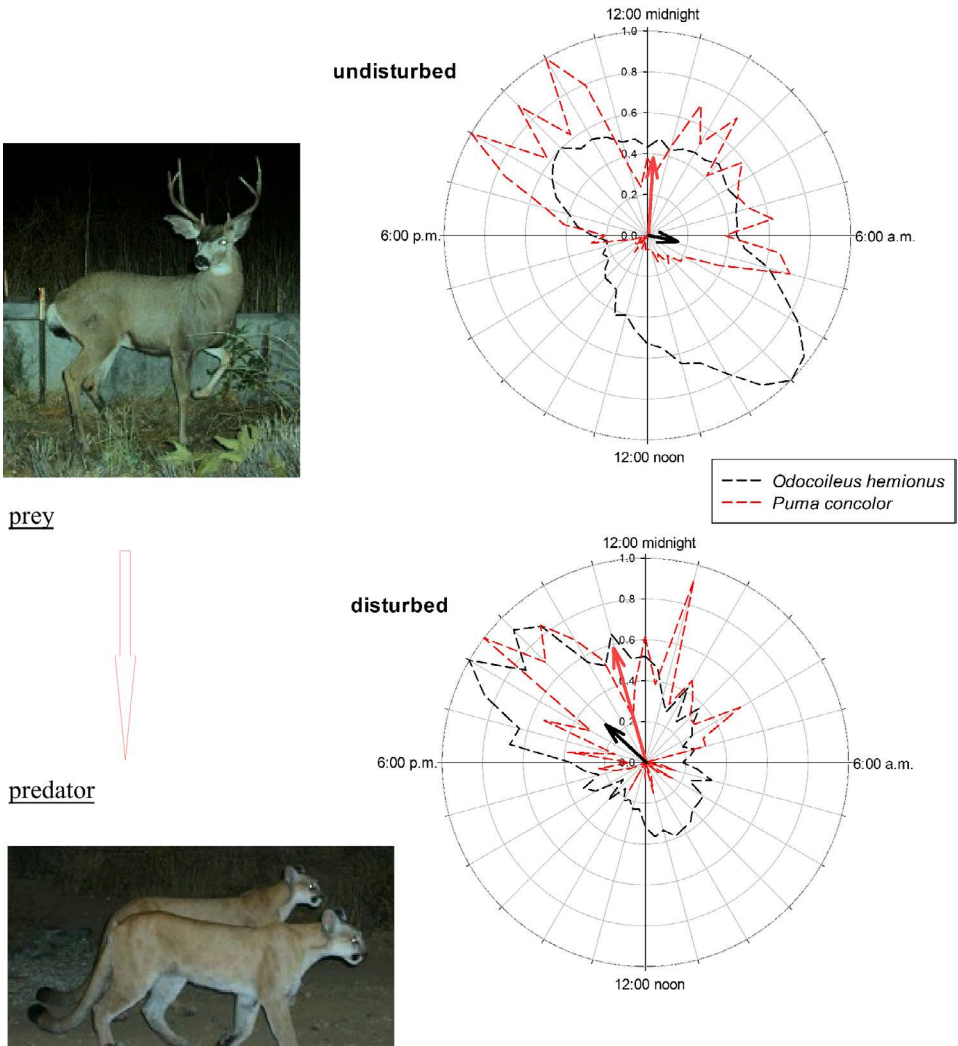 12:00 midnight
undisturbed
1.0
0.8
0.6
0.4
0.2
0.0
6:00 p.m.
6:00 a.m.
12:00 noon
Odocoileus hemionus
Puma concolor
prey
12:00 midnight
disturbed
1.0
0.8
0.6
0.4
0.2
0.0
6:00 p.m.
6:00 a.m.
predator
12:00 noon